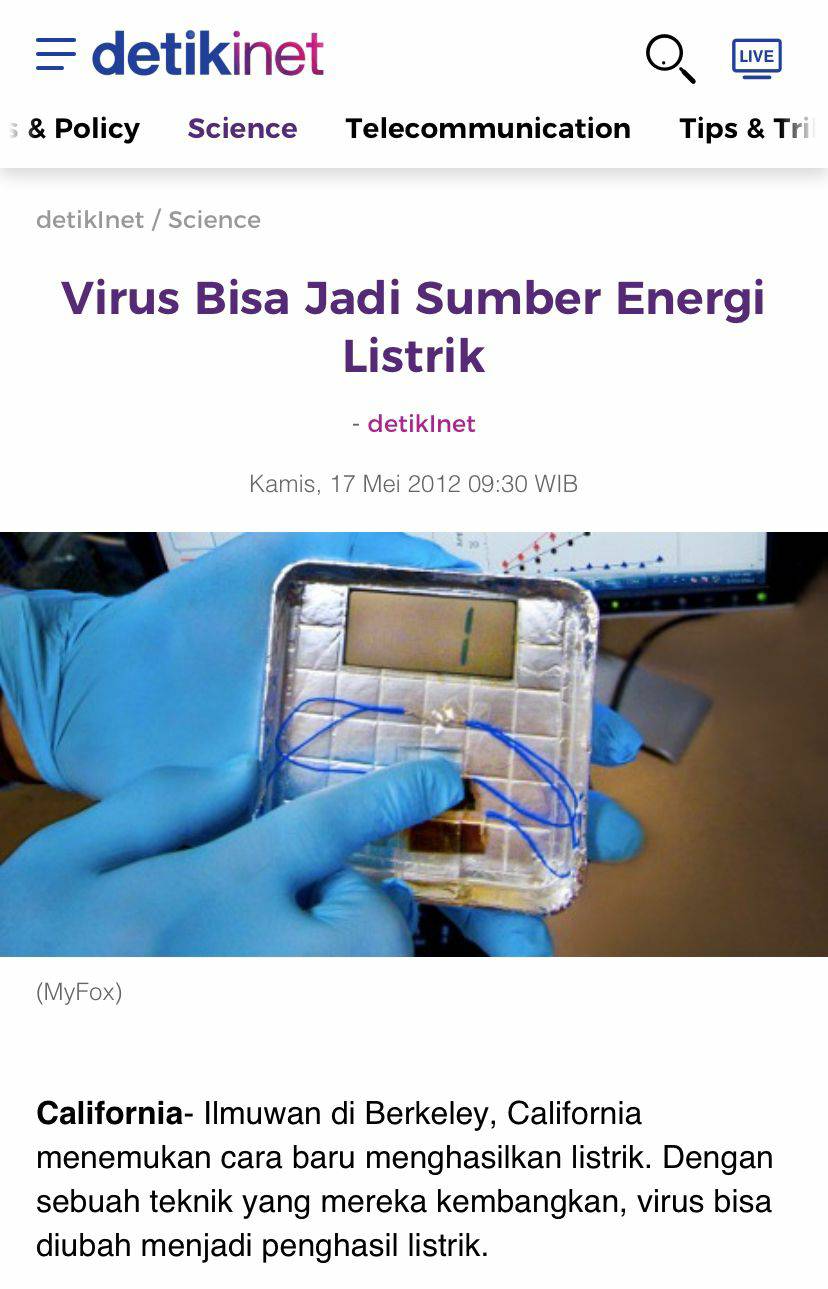 detikinet
LIVE
& Policy Science Telecommunication Tips & Tri
detikInet / Science
Virus Bisa Jadi Sumber Energi
Listrik
- detikInet
Kamis, 17 Mei 2012 09:30 WIB
1
(MyFox)
California- Ilmuwan di Berkeley, California
menemukan cara baru menghasilkan listrik. Dengan
sebuah teknik yang mereka kembangkan, virus bisa
diubah menjadi penghasil listrik.